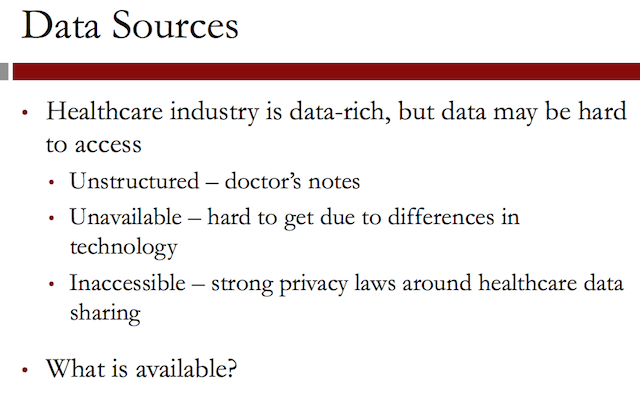 Data Sources
• Healthcare industry is data-rich, but data may be hard
to access
• Unstructured – doctor’s notes
• Unavailable – hard to get due to differences in
technology
• Inaccessible – strong privacy laws around healthcare data
sharing
• What is available?